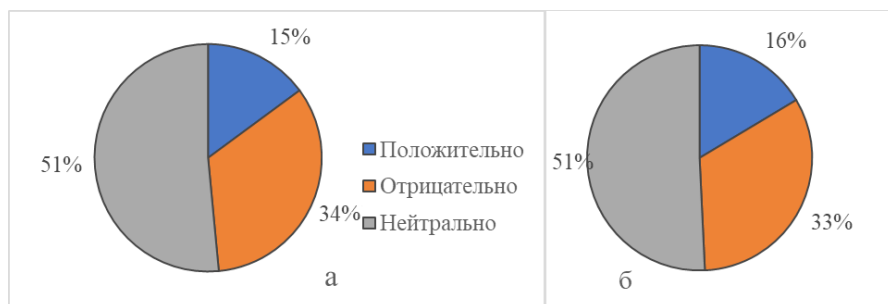 15%
51%
34%
Положительно
Отрицательно
Нейтрально
а
16%
51%
33%
б